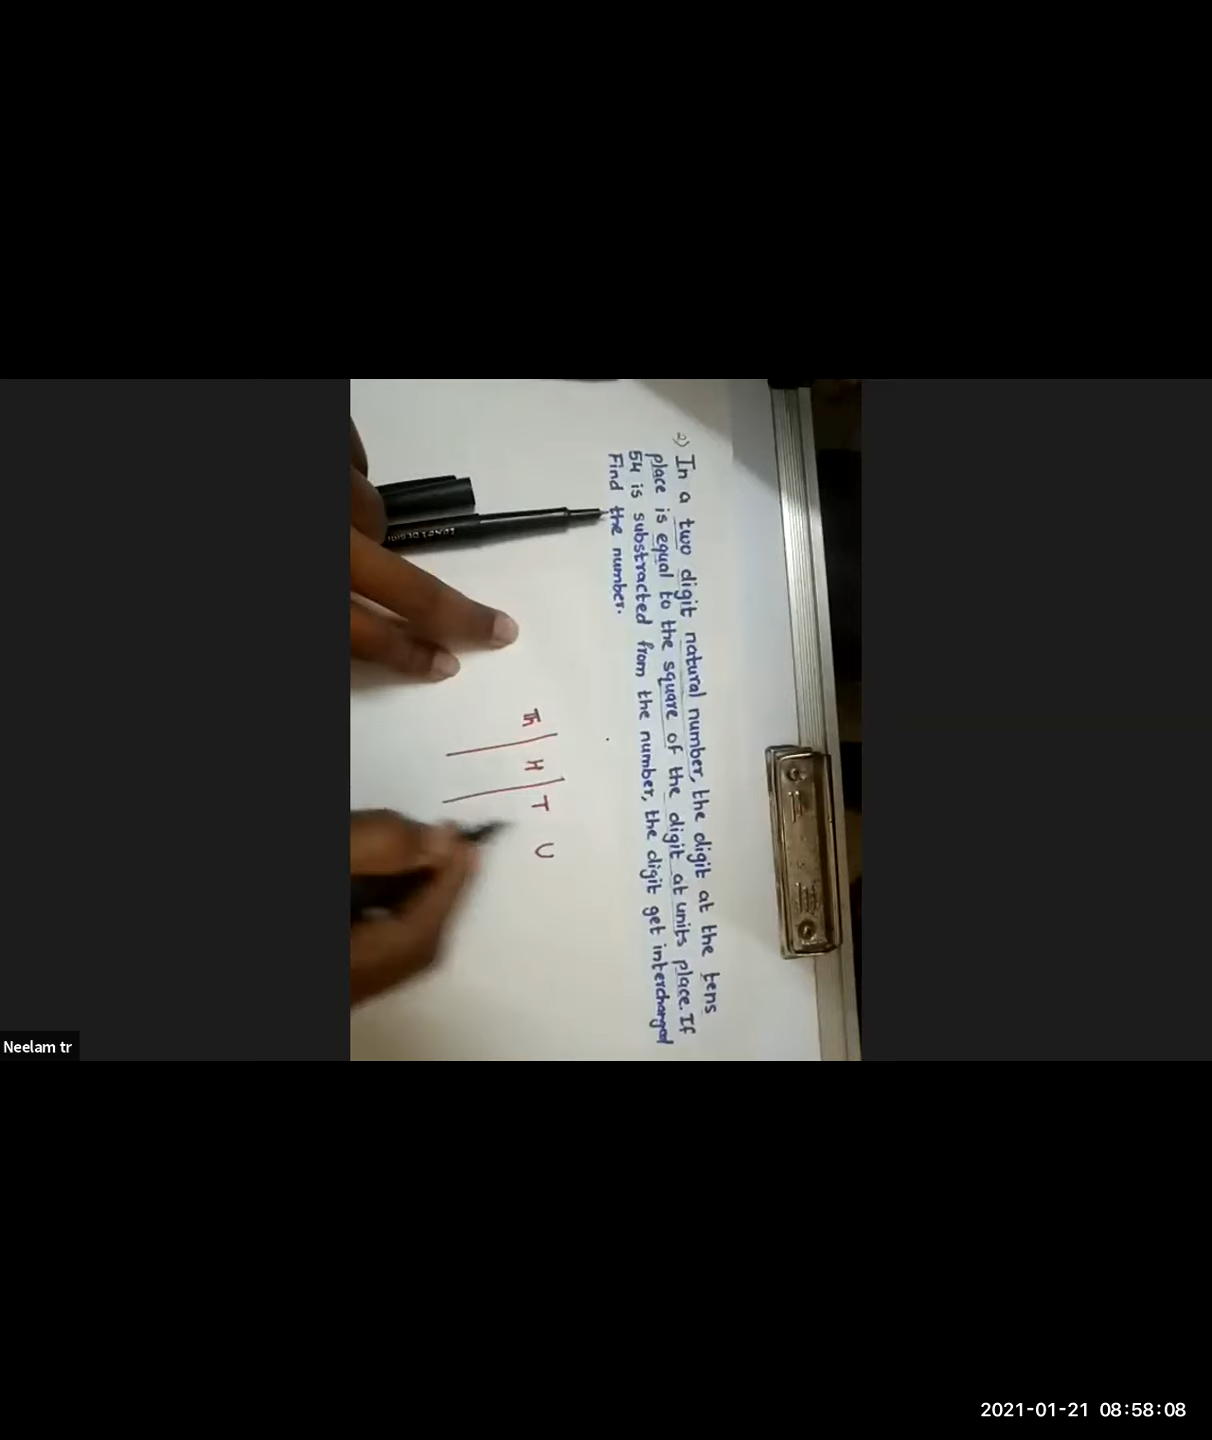 2) In a two digit natural number, the digit at the tens
place is equal to the square of the digit at units place. If
54 is substracted from the number, the digit get interchanged
Find the number.
Th H T U
Neelam tr
2021-01-21 08:58:08